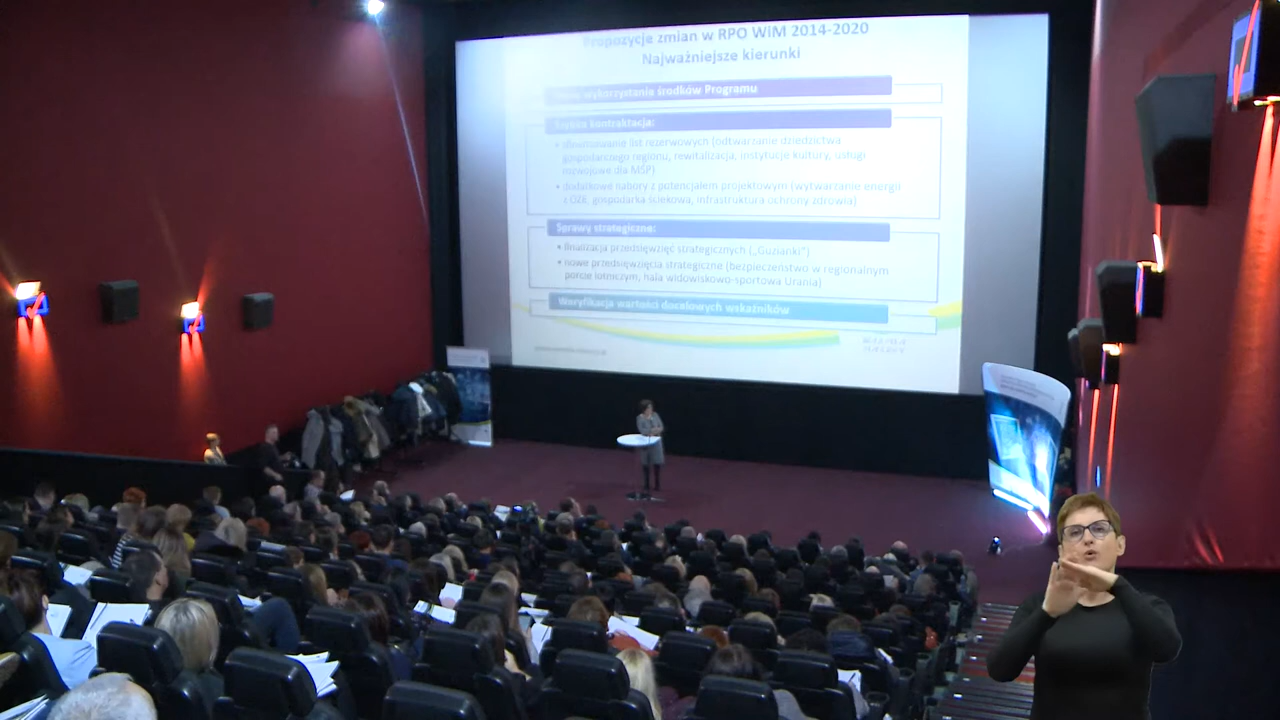 Propozycje zmian w RPO WiM 2014-2020
Najważniejsze kierunki
wykorzystania środków Programu
Szybka kontraktacja:
• sfinansowanie list rezerwowych (odtwarzanie dziedzictwa
gospodarczego regionu, rewitalizacja, instytucje kultury, usługi
rozwojowe dla MŚP)
• dodatkowe nabory z potencjałem projektowym (wytwarzanie energii
z OZE, gospodarka ściekowa, infrastruktura ochrony zdrowia)
Sprawy strategiczne:
• finalizacja przedsięwzięć strategicznych („Guzianki")
• nowe przedsięwzięcia strategiczne (bezpieczeństwo w regionalnym
porcie lotniczym, hala widowiskowo-sportowa Urania)
Weryfikacja wartości docelowych wskaźników